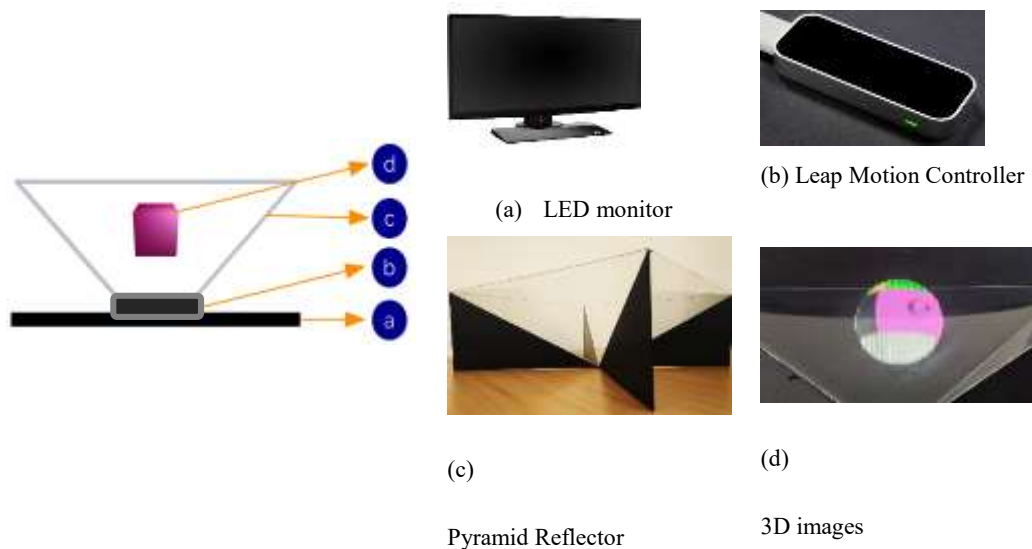 d
c
b
a
(a) LED monitor
(b) Leap Motion Controller
(c)
Pyramid Reflector
(d)
3D images